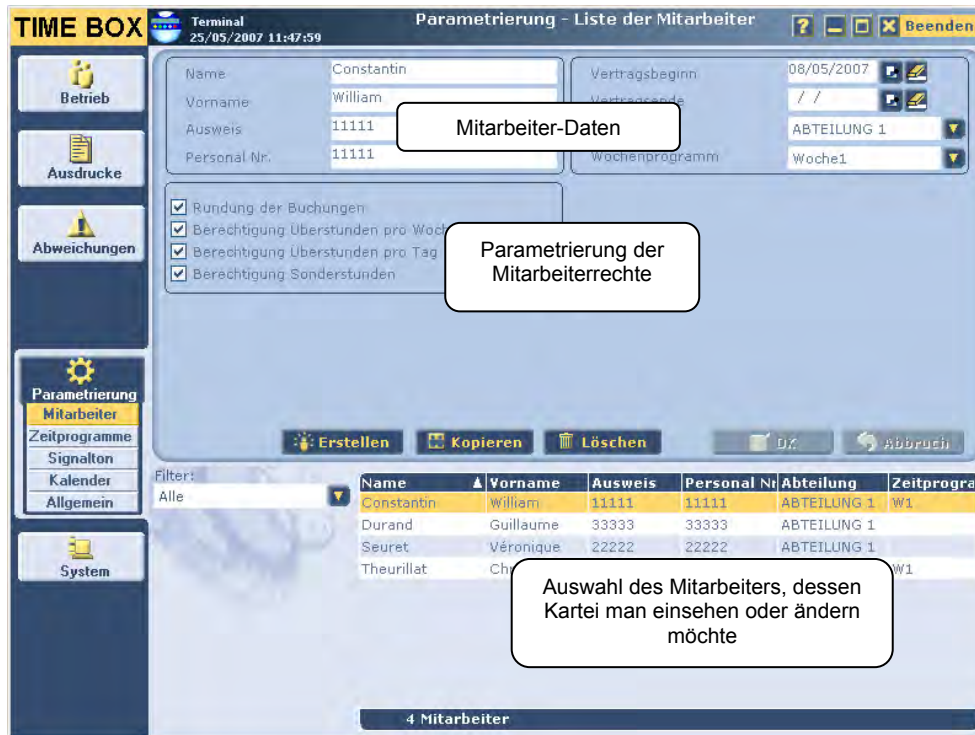 TIME BOX
Terminal
25/05/2007 11:47:59
Parametrierung - Liste der Mitarbeiter
?
Beenden
Betrieb
Ausdrucke
Abweichungen
Parametrierung
Mitarbeiter
Zeitprogramme
Signalton
Kalender
Allgemein
System
Name Constantin
Vorname William
Ausweis 11111
Personal Nr. 11111
Mitarbeiter-Daten
Vertragsbeginn 08/05/2007
Vertragsende / /
ABTEILUNG 1
Wochenprogramm Woche1
Rundung der Buchungen
Berechtigung Überstunden pro Woch
Berechtigung Überstunden pro Tag
Berechtigung Sonderstunden
Parametrierung der
Mitarbeiterrechte
Erstellen Kopieren Löschen OK Abbruch
Filter:
Alle
Name Vorname Ausweis Personal Nr Abteilung Zeitprogra
Constantin William 11111 11111 ABTEILUNG 1 W1
Durand Guillaume 33333 33333 ABTEILUNG 1
Seuret Véronique 22222 22222 ABTEILUNG 1
Theurillat Ch W1
Auswahl des Mitarbeiters, dessen
Kartei man einsehen oder ändern
möchte
4 Mitarbeiter